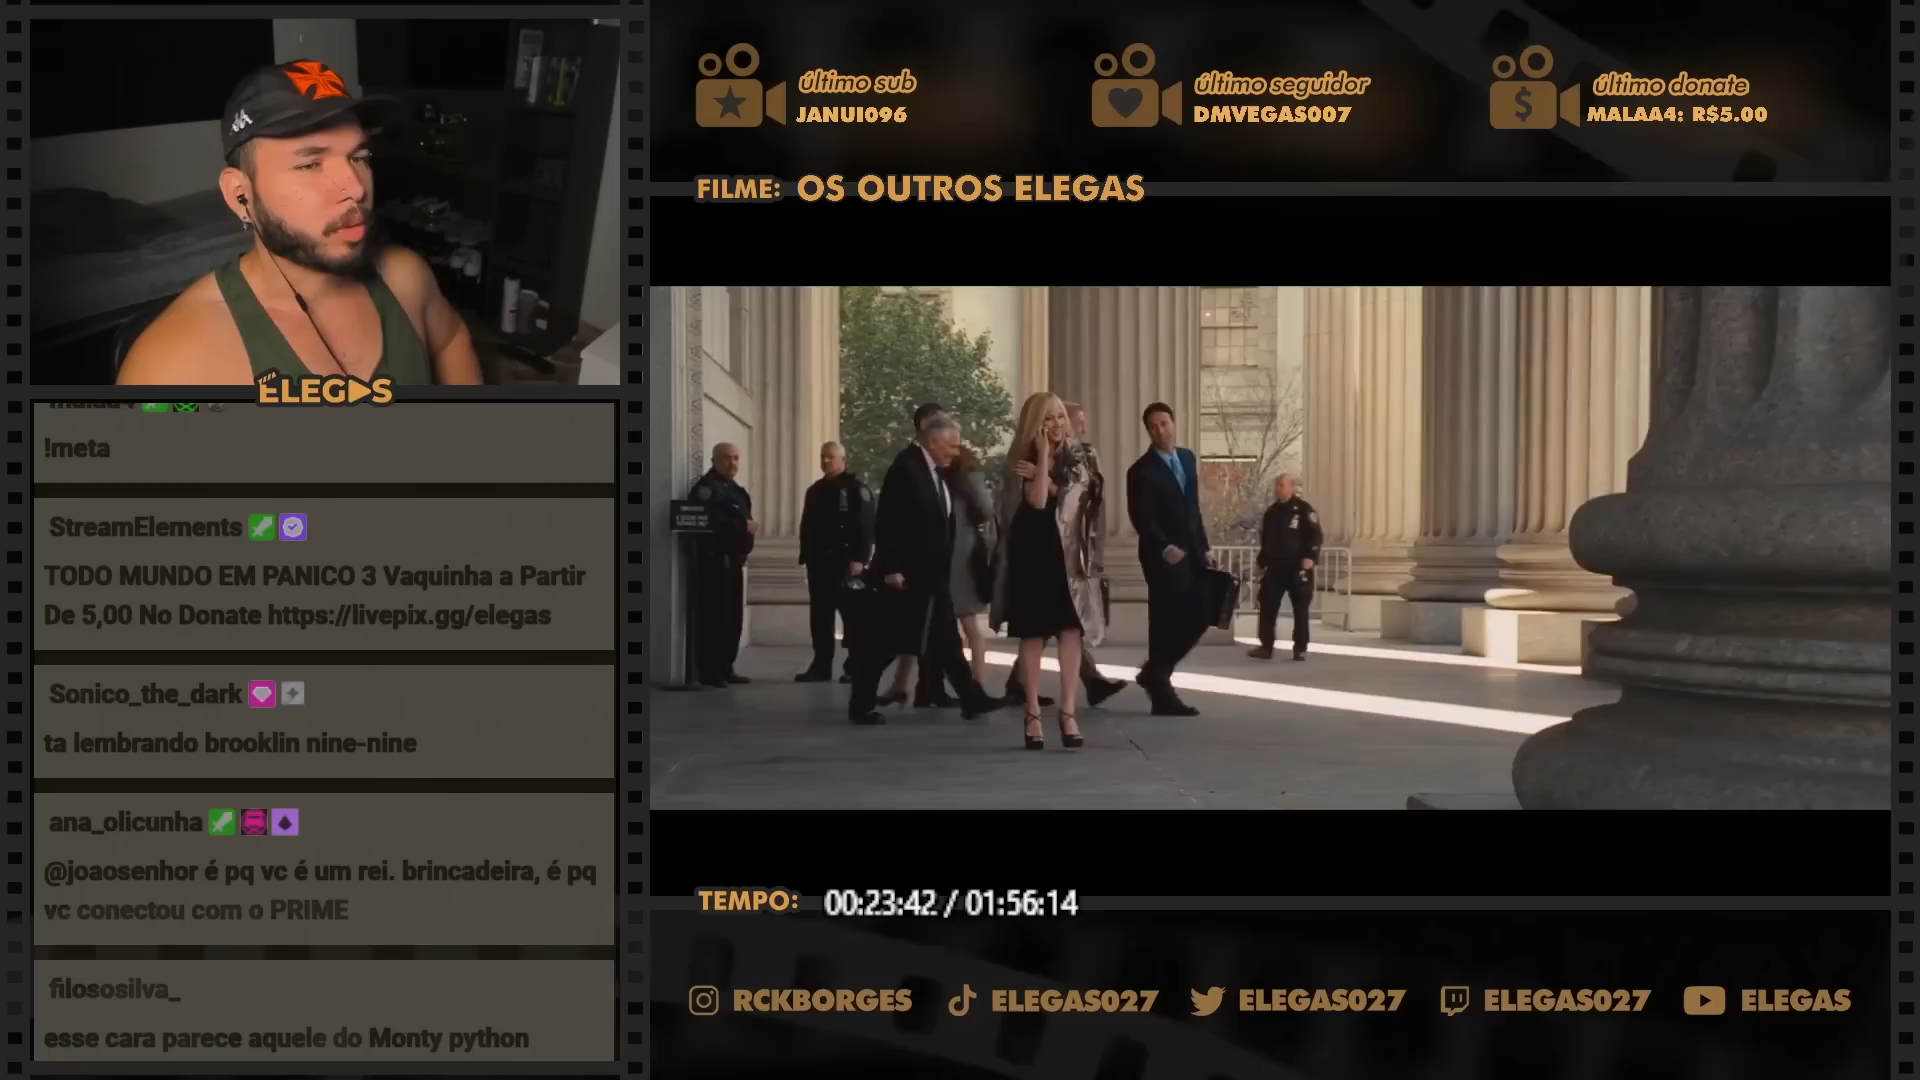 último sub
JANUI096
último seguidor
DMVEGAS007
último donate
MALAA4: R$5.00
FILME: OS OUTROS ELEGAS
ELEGAS
!meta
StreamElements
TODO MUNDO EM PANICO 3 Vaquinha a Partir
De 5,00 No Donate https://livepix.gg/elegas
Sonico_the_dark
ta lembrando brooklin nine-nine
ana_olicunha
@joaosenhor é pq vc é um rei. brincadeira, é pq
vc conectou com o PRIME
filososilva_
esse cara parece aquele do Monty python
TEMPO: 00:23:42 / 01:56:14
RCKBORGES
ELEGAS027
ELEGAS027
ELEGAS027
ELEGAS